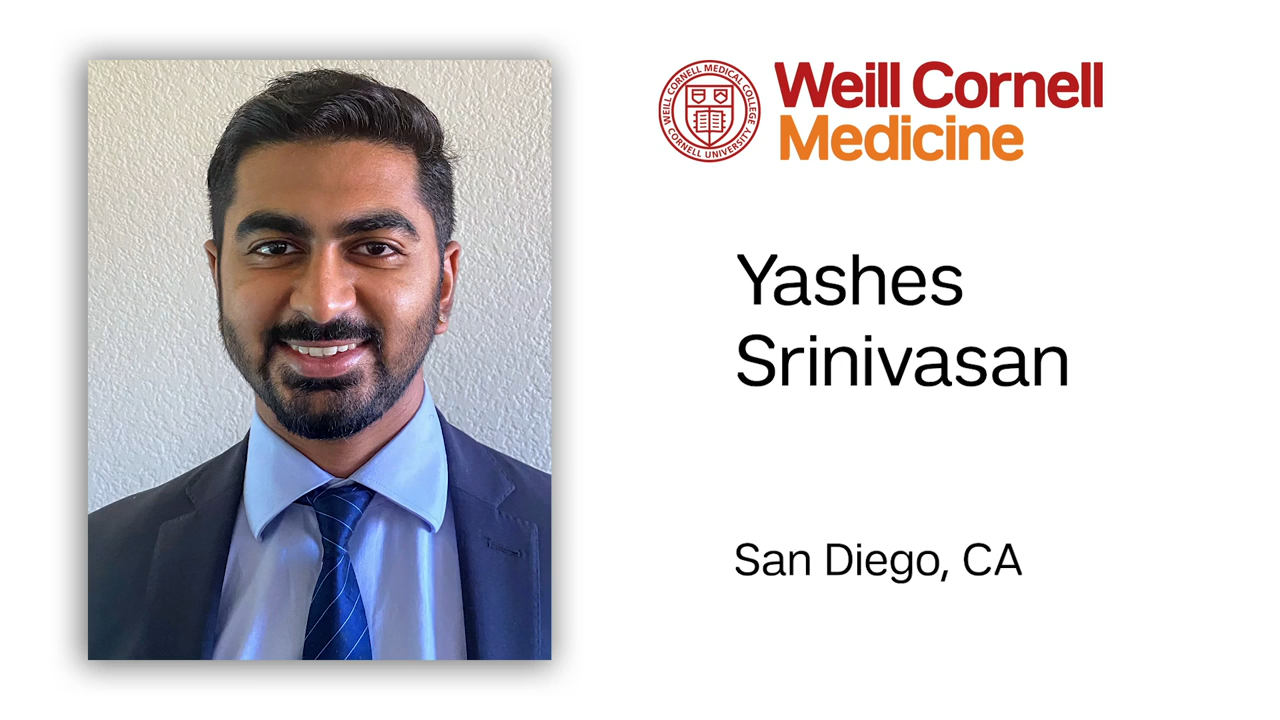 WEILL CORNELL MEDICAL COLLEGE
CORNELL UNIVERSITY
Weill Cornell
Medicine
Yashes
Srinivasan
San Diego, CA